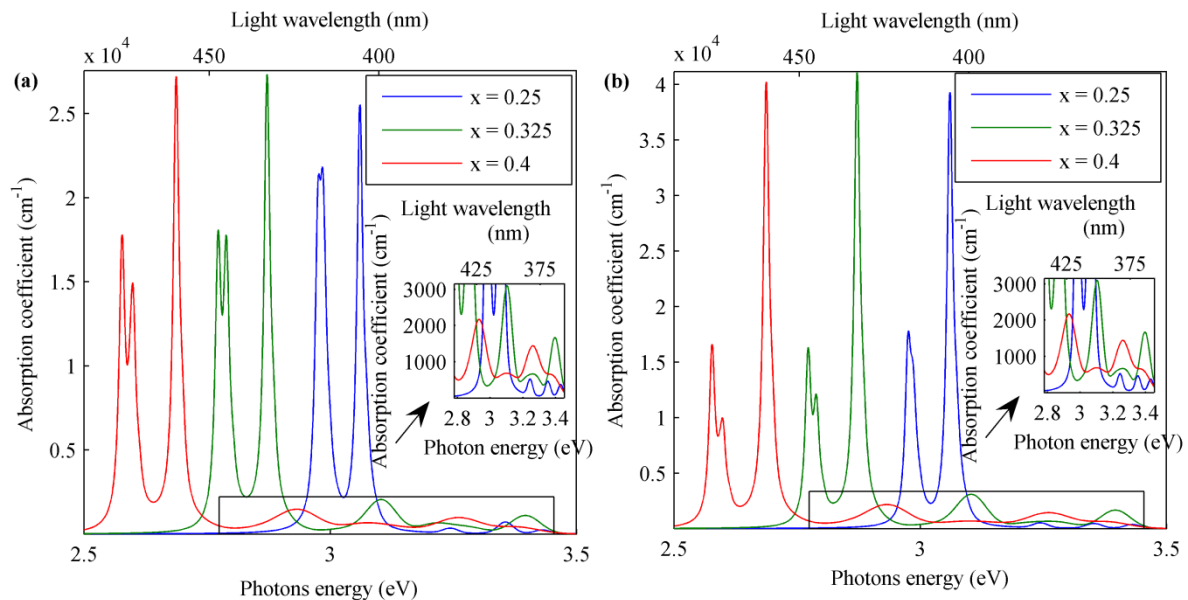 Light wavelength (nm)
x 10^4
450
400
(a)
x = 0.25
x = 0.325
x = 0.4
2.5
2
1.5
1
0.5
Absorption coefficient (cm^-1)
2.5
3
3.5
Photons energy (eV)
Light wavelength
(nm)
425
375
3000
2000
1000
Absorption coefficient (cm^-1)
2.8
3
3.2
3.4
Photon energy (eV)
Light wavelength (nm)
x 10^4
450
400
(b)
x = 0.25
x = 0.325
x = 0.4
4
3.5
3
2.5
2
1.5
1
0.5
Absorption coefficient (cm^-1)
2.5
3
3.5
Photons energy (eV)
Light wavelength
(nm)
425
375
3000
2000
1000
Absorption coefficient (cm^-1)
2.8
3
3.2
3.4
Photon energy (eV)